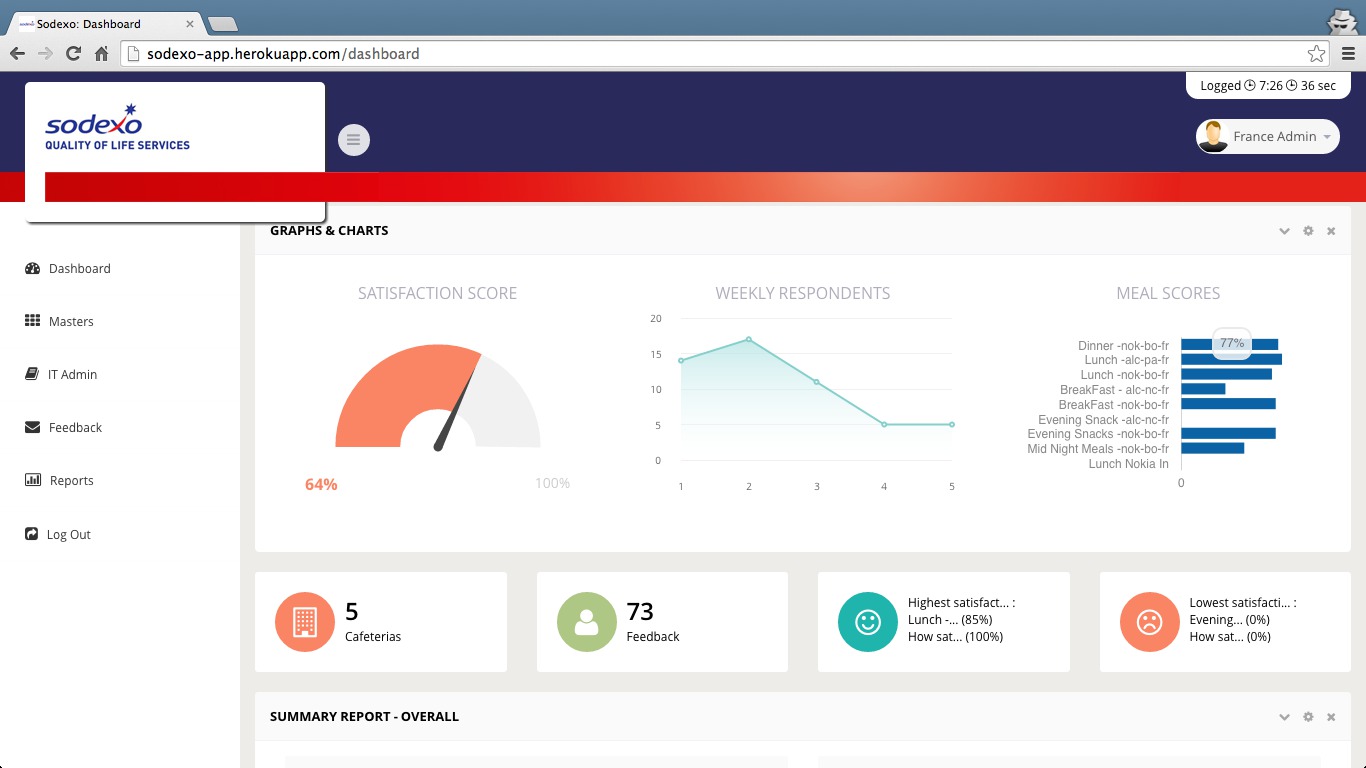 Sodexo: Dashboard
sodexo-app.herokuapp.com/dashboard
Logged 7:26 36 sec
sodexo
QUALITY OF LIFE SERVICES
France Admin
Dashboard
Masters
IT Admin
Feedback
Reports
Log Out
GRAPHS & CHARTS
SATISFACTION SCORE
64%
100%
WEEKLY RESPONDENTS
20
15
10
5
0
1 2 3 4 5
MEAL SCORES
77%
Dinner -nok-bo-fr
Lunch -alc-pa-fr
Lunch -nok-bo-fr
BreakFast - alc-nc-fr
BreakFast -nok-bo-fr
Evening Snack -alc-nc-fr
Evening Snacks -nok-bo-fr
Mid Night Meals -nok-bo-fr
Lunch Nokia In
0
5
Cafeterias
73
Feedback
Highest satisfact... :
Lunch -... (85%)
How sat... (100%)
Lowest satisfacti... :
Evening... (0%)
How sat... (0%)
SUMMARY REPORT - OVERALL